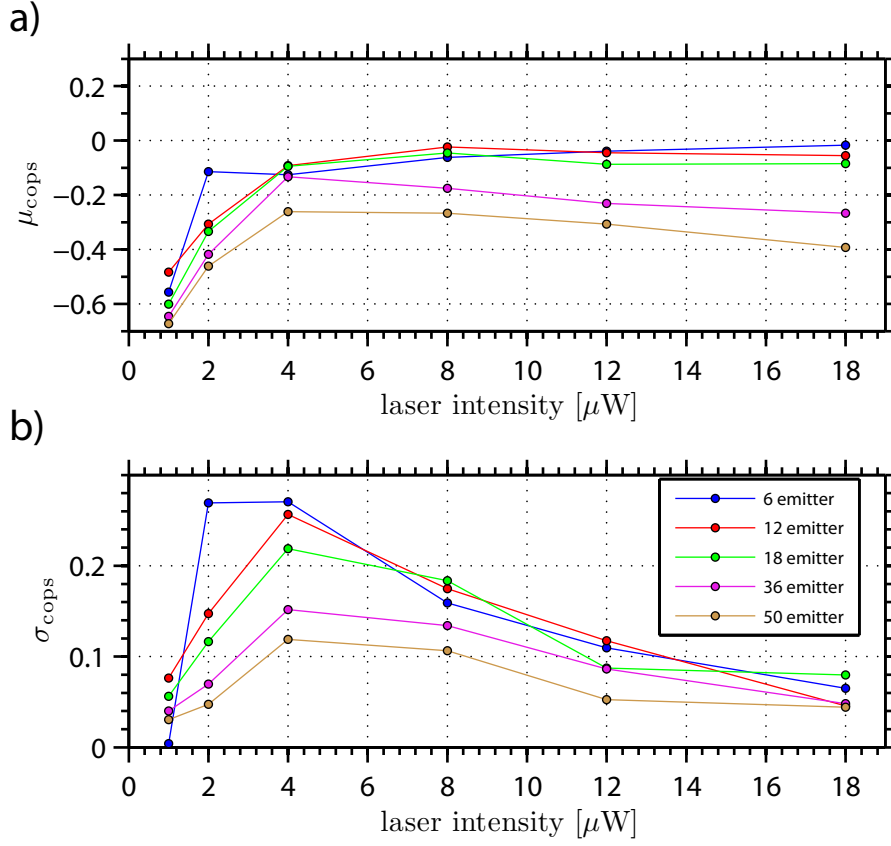 a)
0.2
0
−0.2
−0.4
−0.6
μcops
0 2 4 6 8 10 12 14 16 18
laser intensity [μW]
b)
0.2
0.1
0
σcops
6 emitter
12 emitter
18 emitter
36 emitter
50 emitter
0 2 4 6 8 10 12 14 16 18
laser intensity [μW]